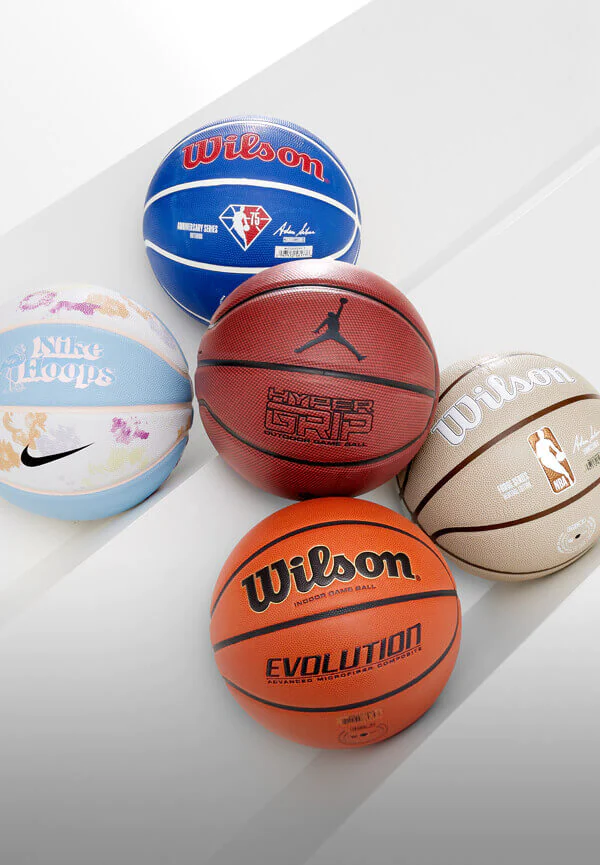 Wilson
ANNIVERSARY SERIES
OUTDOOR
75
Nike
Hoops
HYPER
GRIP
OUTDOOR GAME BALL
Wilson
NBA
Wilson
INDOOR GAME BALL
EVOLUTION
ADVANCED MICROFIBER COMPOSITE